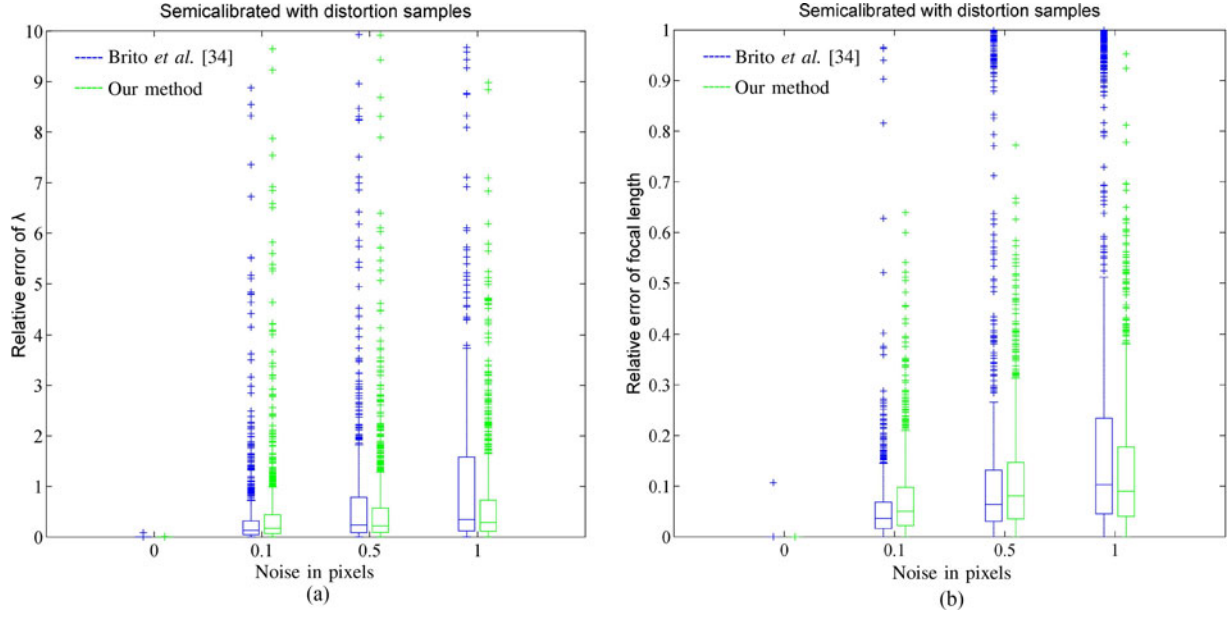 Semicalibrated with distortion samples
10
9
8
7
6
5
4
3
2
1
0
Relative error of λ
Brito et al. [34]
Our method
0 0.1 0.5 1
Noise in pixels
(a)
Semicalibrated with distortion samples
1
0.9
0.8
0.7
0.6
0.5
0.4
0.3
0.2
0.1
0
Relative error of focal length
Brito et al. [34]
Our method
0 0.1 0.5 1
Noise in pixels
(b)